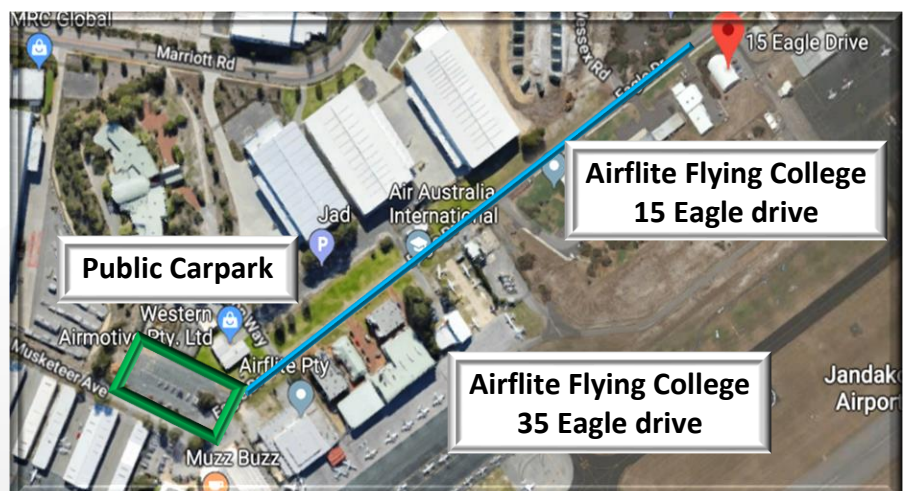 MRC Global
Marriott Rd
Wessex Rd
Eagle Dr
15 Eagle Drive
Airflite Flying College
15 Eagle drive
Air Australia
International
Jad
P
Public Carpark
Western
Airmotive Pty. Ltd
Way
Musketeer Ave
Airflite Pty
Airflite Flying College
35 Eagle drive
Jandako
Airport
Muzz Buzz